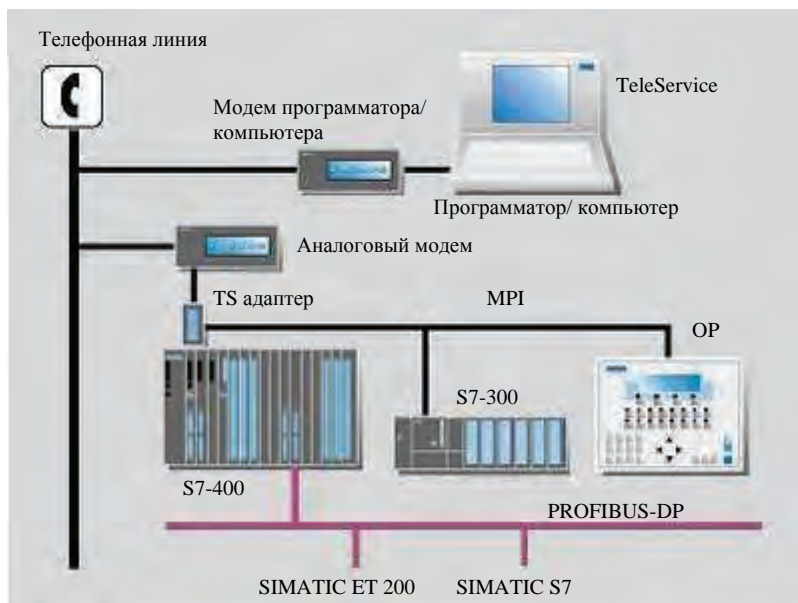 Телефонная линия
TeleService
Модем программатора/
компьютера
Программатор/ компьютер
Аналоговый модем
TS адаптер
MPI
OP
S7-300
S7-400
PROFIBUS-DP
SIMATIC ET 200
SIMATIC S7